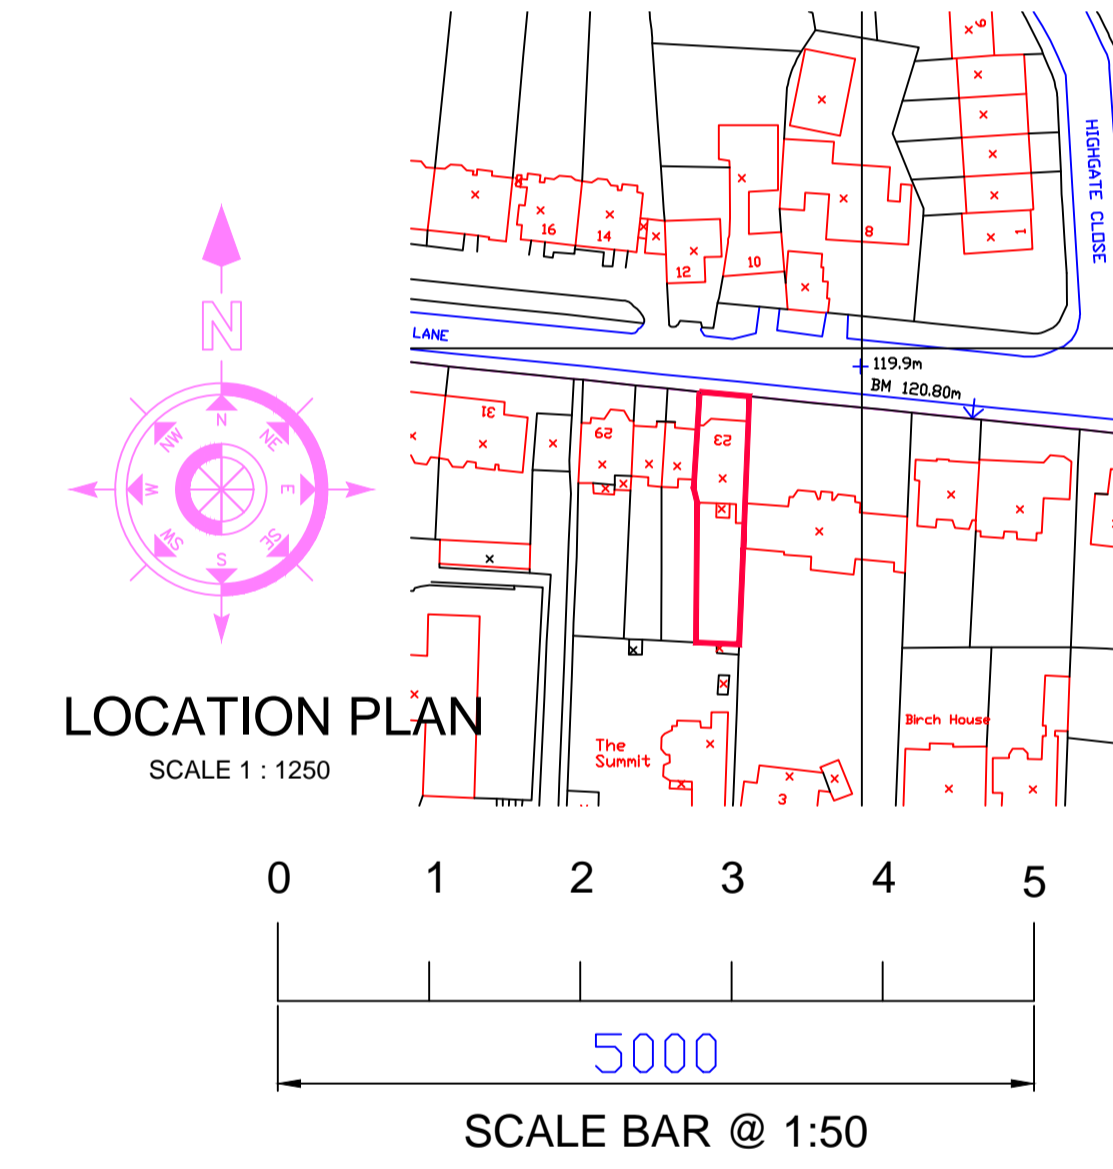 6
HIGHGATE CLOSE
16
14
12
10
8
1
LANE
119.9m
BM 120.80m
31
29
23
N
N
NE
E
SE
S
SW
W
NW
LOCATION PLAN
SCALE 1 : 1250
The
Summit
3
Birch House
0 1 2 3 4 5
5000
SCALE BAR @ 1:50